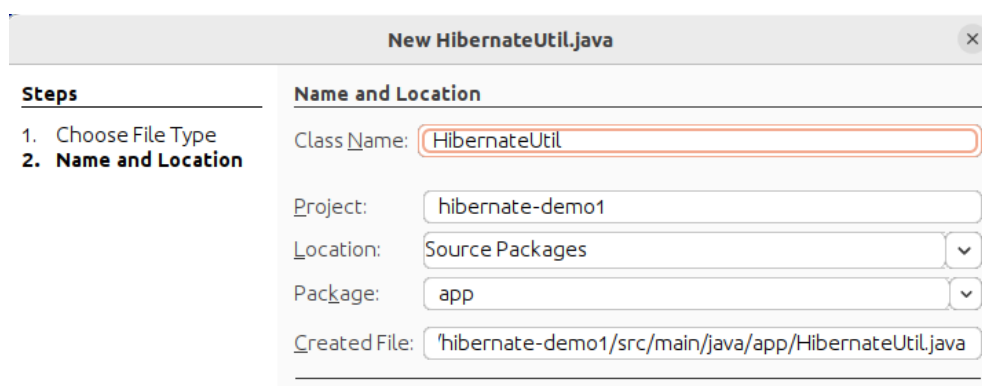 New HibernateUtil.java
Steps
1. Choose File Type
2. Name and Location
Name and Location
Class Name: HibernateUtil
Project: hibernate-demo1
Location: Source Packages
Package: app
Created File: /hibernate-demo1/src/main/java/app/HibernateUtil.java